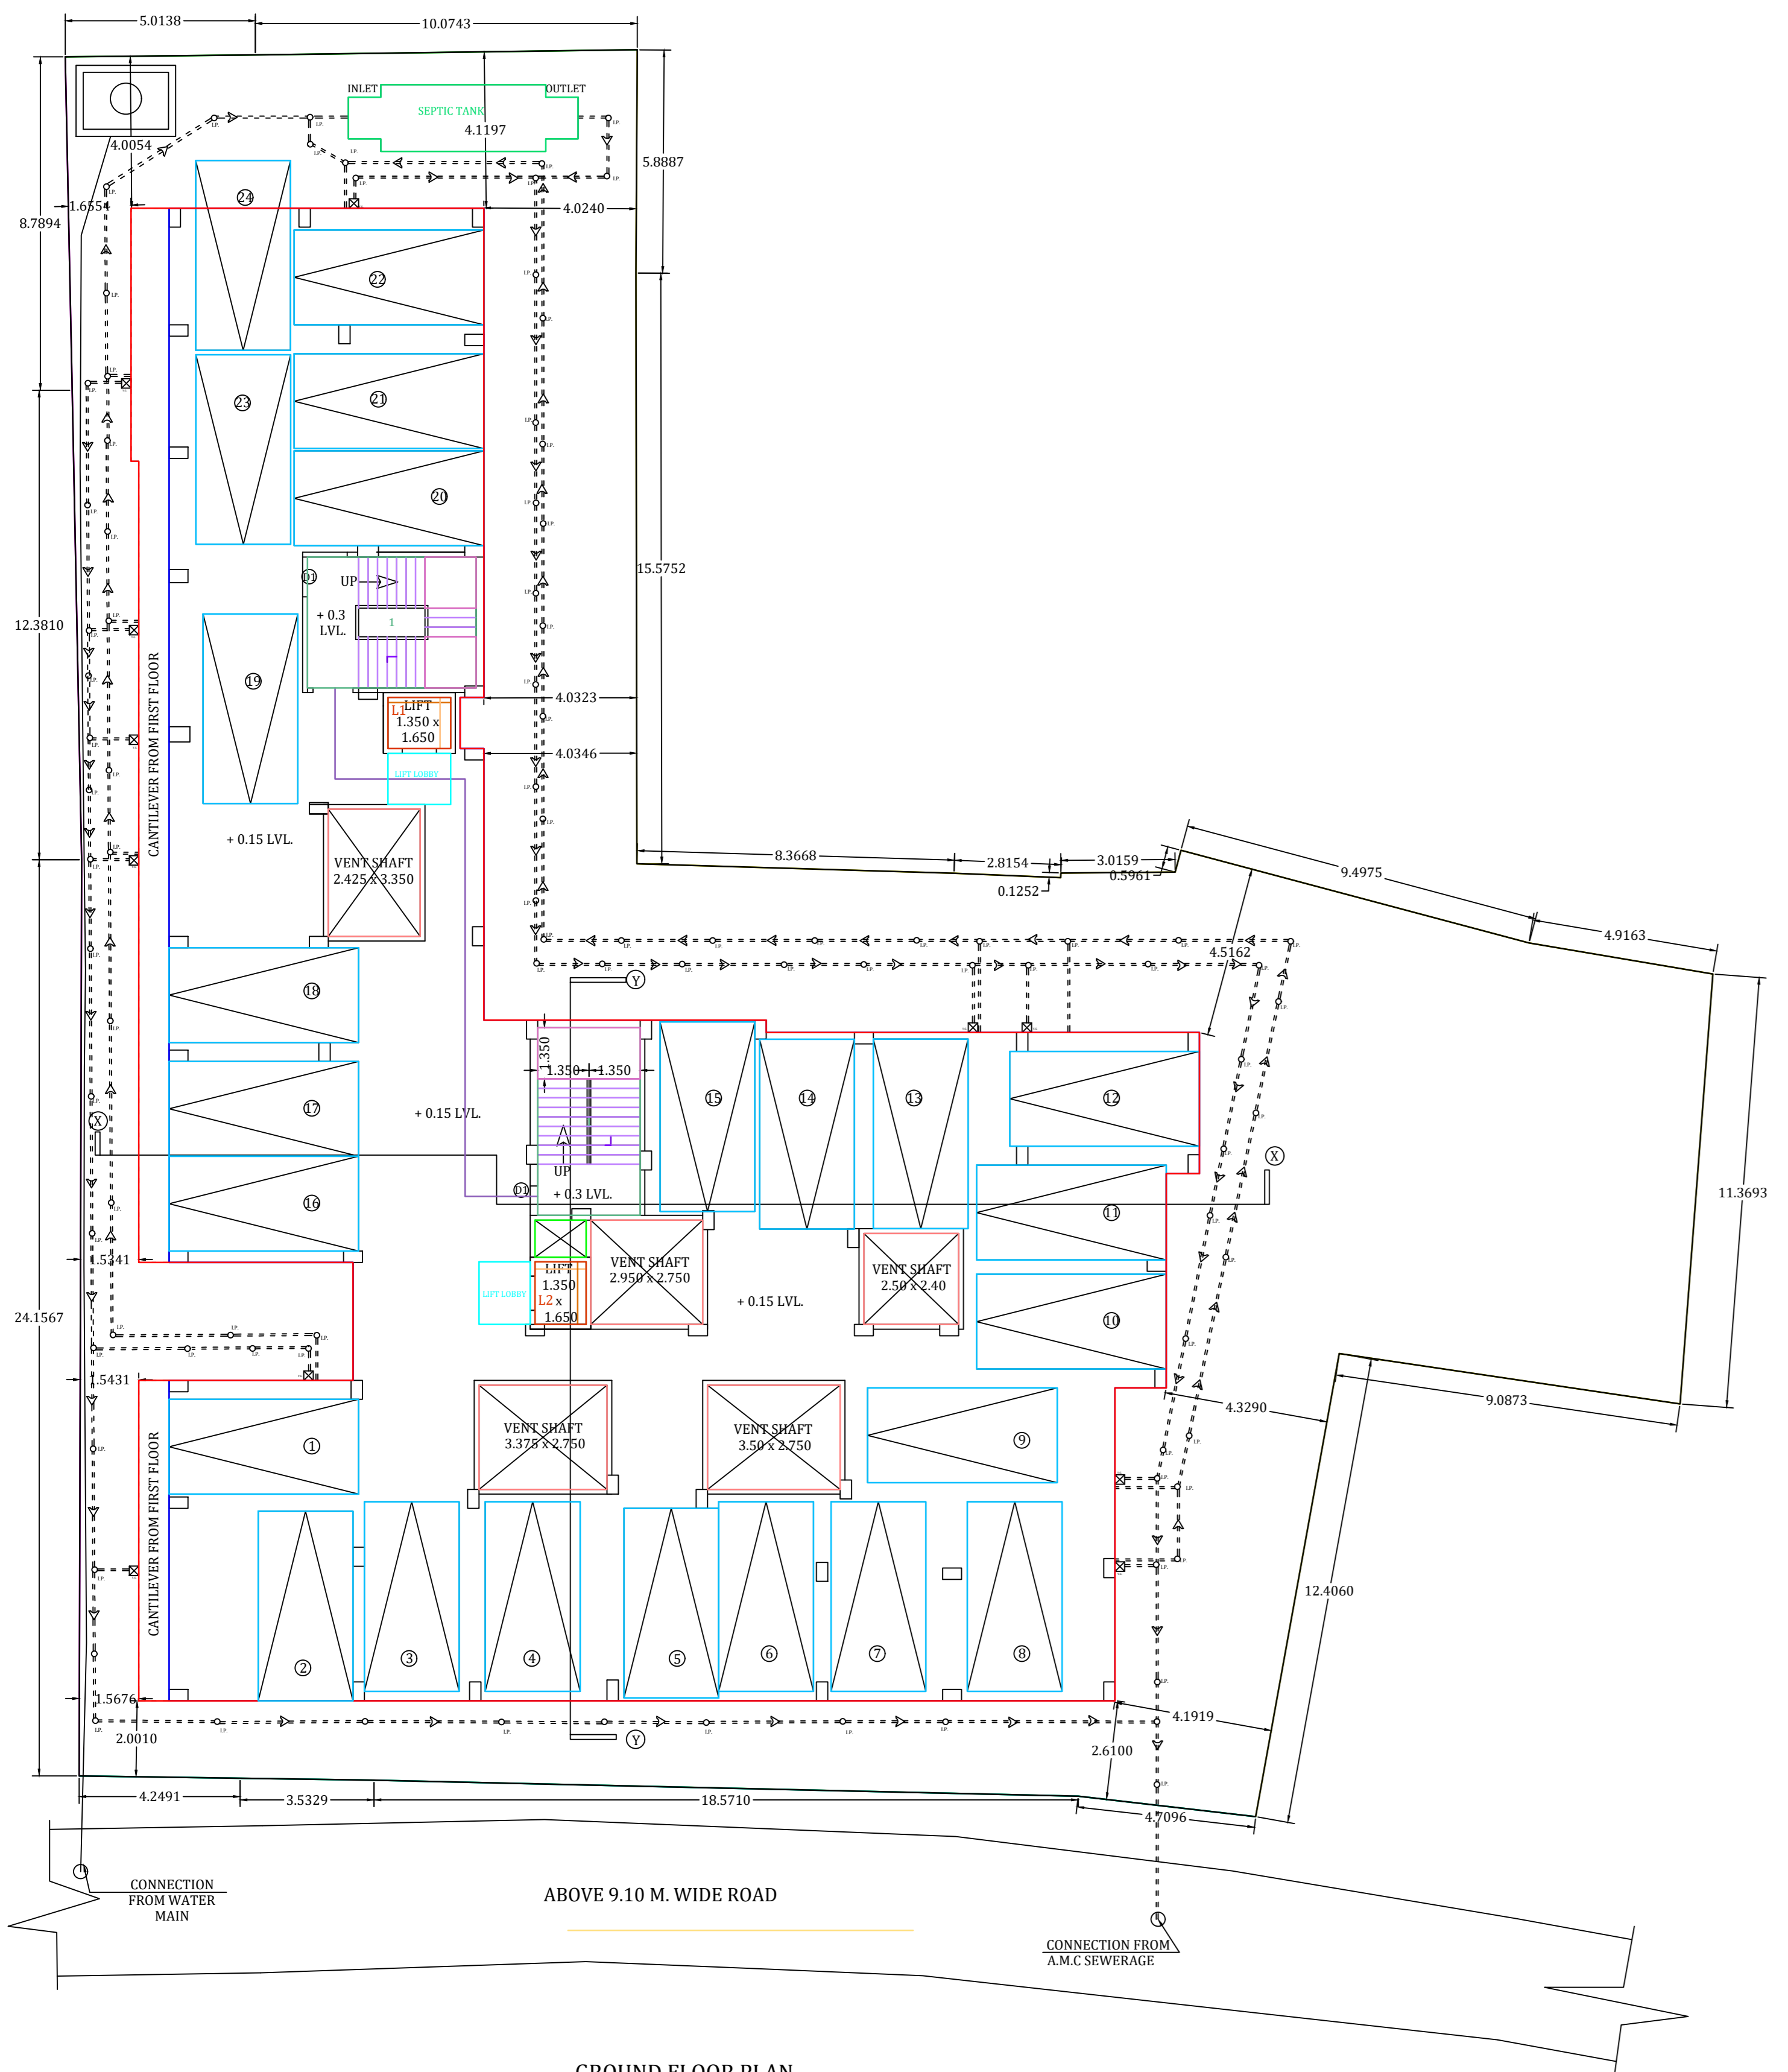 5.0138
10.0743
INLET
OUTLET
SEPTIC TANK
I.P.
I.P.
I.P.
4.1197
4.0054
I.P.
I.P.
5.8887
I.P.
I.P.
I.P.
24
1.6554
4.0240
8.7894
22
I.P.
I.P.
I.P.
I.P.
I.P.
21
23
I.P.
I.P.
I.P.
20
I.P.
I.P.
I.P.
I.P.
15.5752
D1
UP
+ 0.3
LVL.
1
I.P.
I.P.
12.3810
CANTILEVER FROM FIRST FLOOR
19
I.P.
I.P.
4.0323
LIFT
L1
1.350 x
1.650
4.0346
LIFT LOBBY
I.P.
I.P.
+ 0.15 LVL.
8.3668
2.8154
3.0159
0.5961
0.1252
9.4975
VENT SHAFT
2.425 x 3.350
4.9163
4.5162
I.P.
I.P.
I.P.
I.P.
I.P.
I.P.
Y
18
1.350
1.350
1.350
17
+ 0.15 LVL.
15
14
13
12
X
X
UP
D1
+ 0.3 LVL.
11.3693
16
11
1.5341
VENT SHAFT
2.950 x 2.750
VENT SHAFT
2.50 x 2.40
LIFT
1.350
x
L2
1.650
LIFT LOBBY
+ 0.15 LVL.
24.1567
10
I.P.
I.P.
I.P.
I.P.
I.P.
1.5431
4.3290
9.0873
VENT SHAFT
3.375 x 2.750
VENT SHAFT
3.50 x 2.750
1
9
I.P.
CANTILEVER FROM FIRST FLOOR
I.P.
I.P.
12.4060
2
3
4
5
6
7
8
1.5676
I.P.
I.P.
I.P.
I.P.
I.P.
I.P.
I.P.
4.1919
2.0010
2.6100
I.P.
4.2491
3.5329
18.5710
4.7096
Y
CONNECTION
FROM WATER
MAIN
ABOVE 9.10 M. WIDE ROAD
CONNECTION FROM
A.M.C SEWERAGE
GROUND FLOOR PLAN